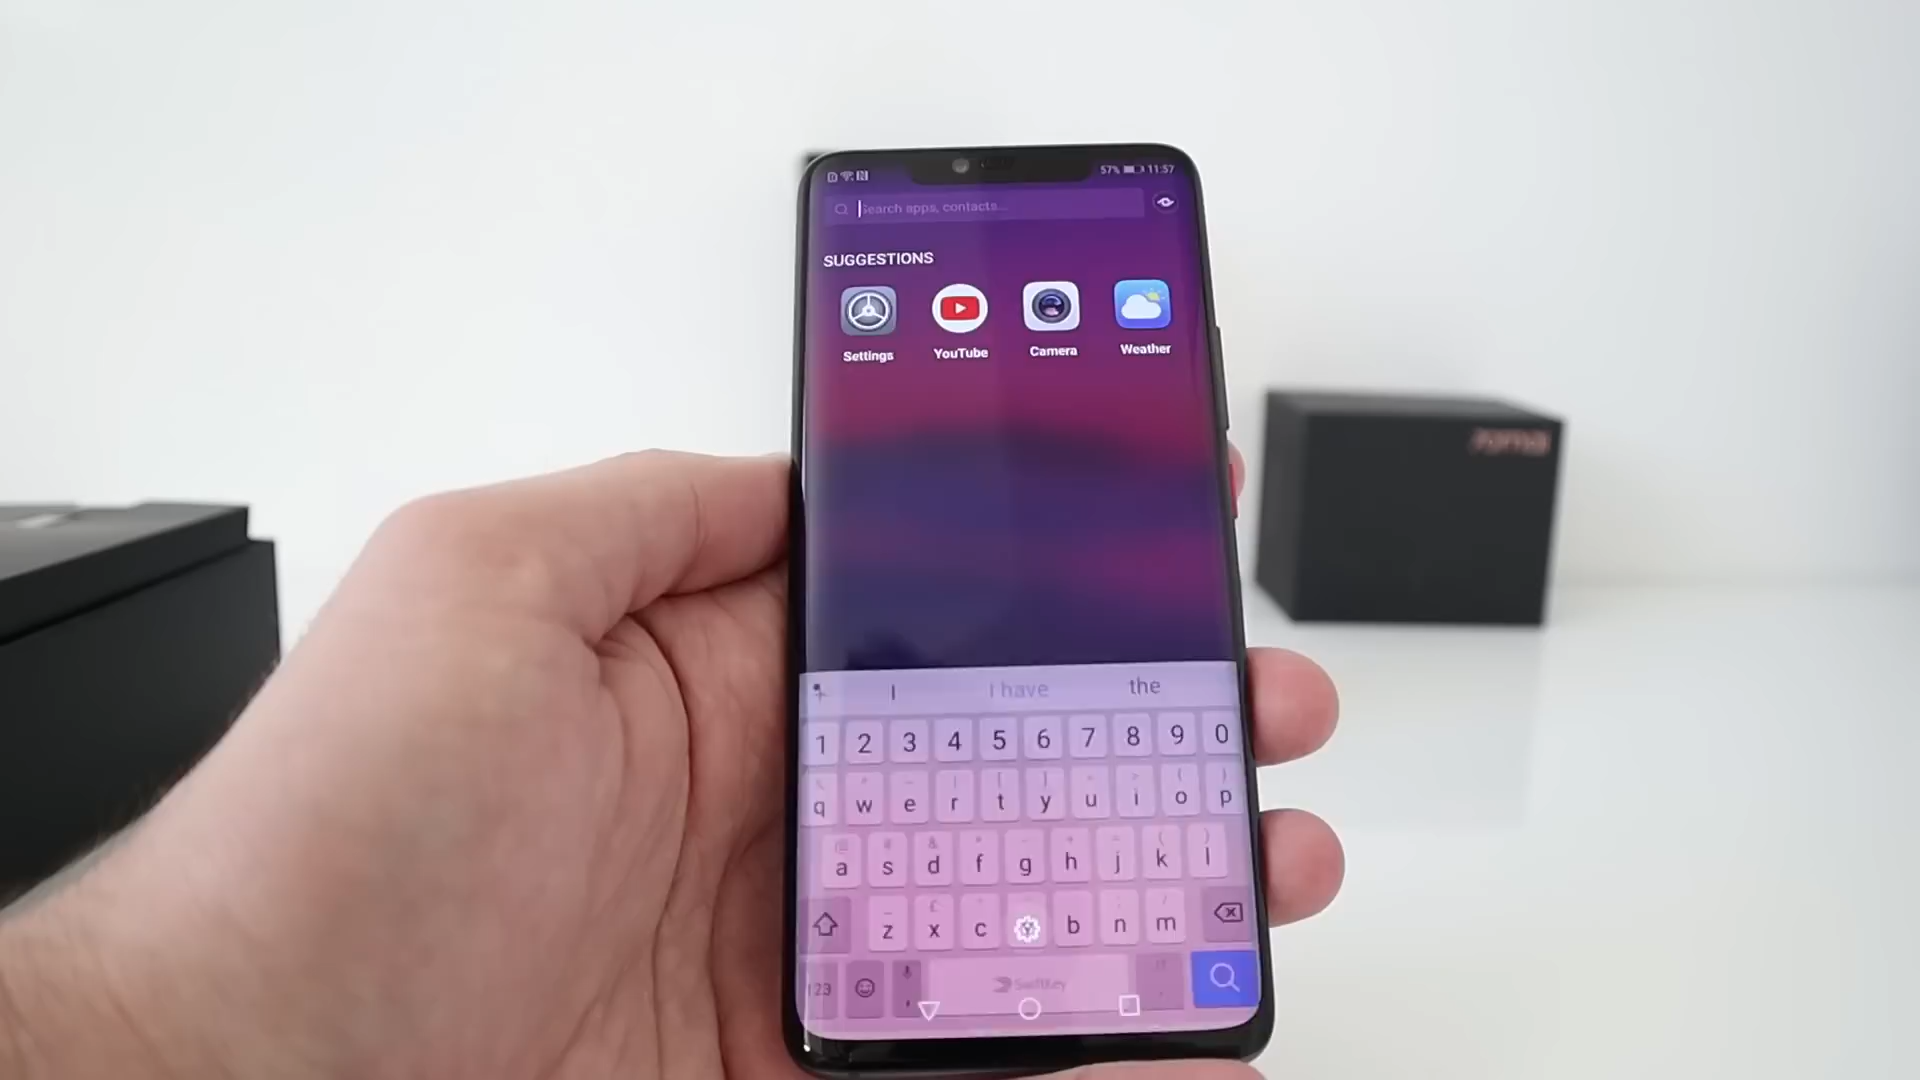 57% 11:57
Search apps, contacts...
SUGGESTIONS
Settings YouTube Camera Weather
I I have the
1 2 3 4 5 6 7 8 9 0
q w e r t y u i o p
a s d f g h j k l
z x c b n m
123 SwiftKey